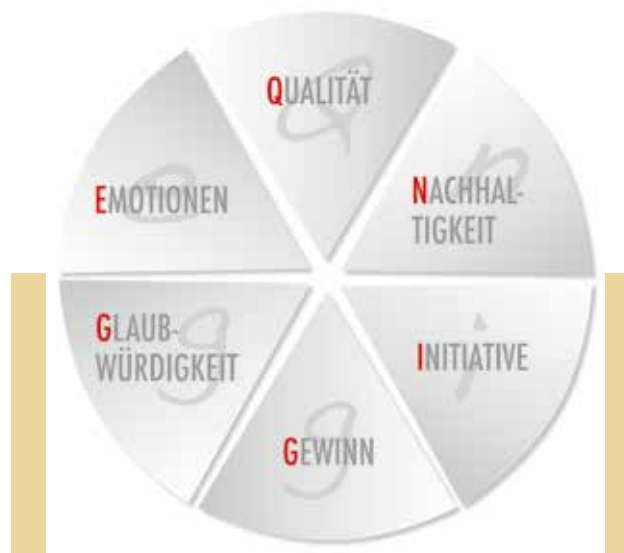 QUALITÄT
NACHHAL-
TIGKEIT
INITIATIVE
GEWINN
GLAUB-
WÜRDIGKEIT
EMOTIONEN
q
n
i
g
g
e